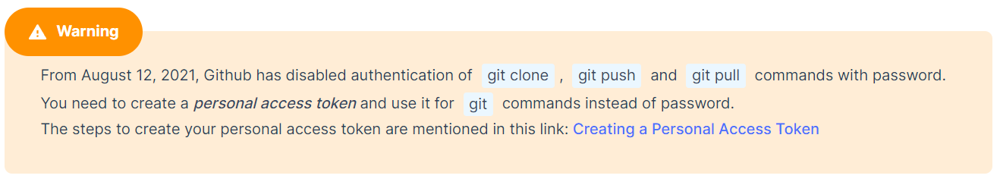 Warning
From August 12, 2021, Github has disabled authentication of git clone , git push and git pull commands with password.
You need to create a personal access token and use it for git commands instead of password.
The steps to create your personal access token are mentioned in this link: Creating a Personal Access Token